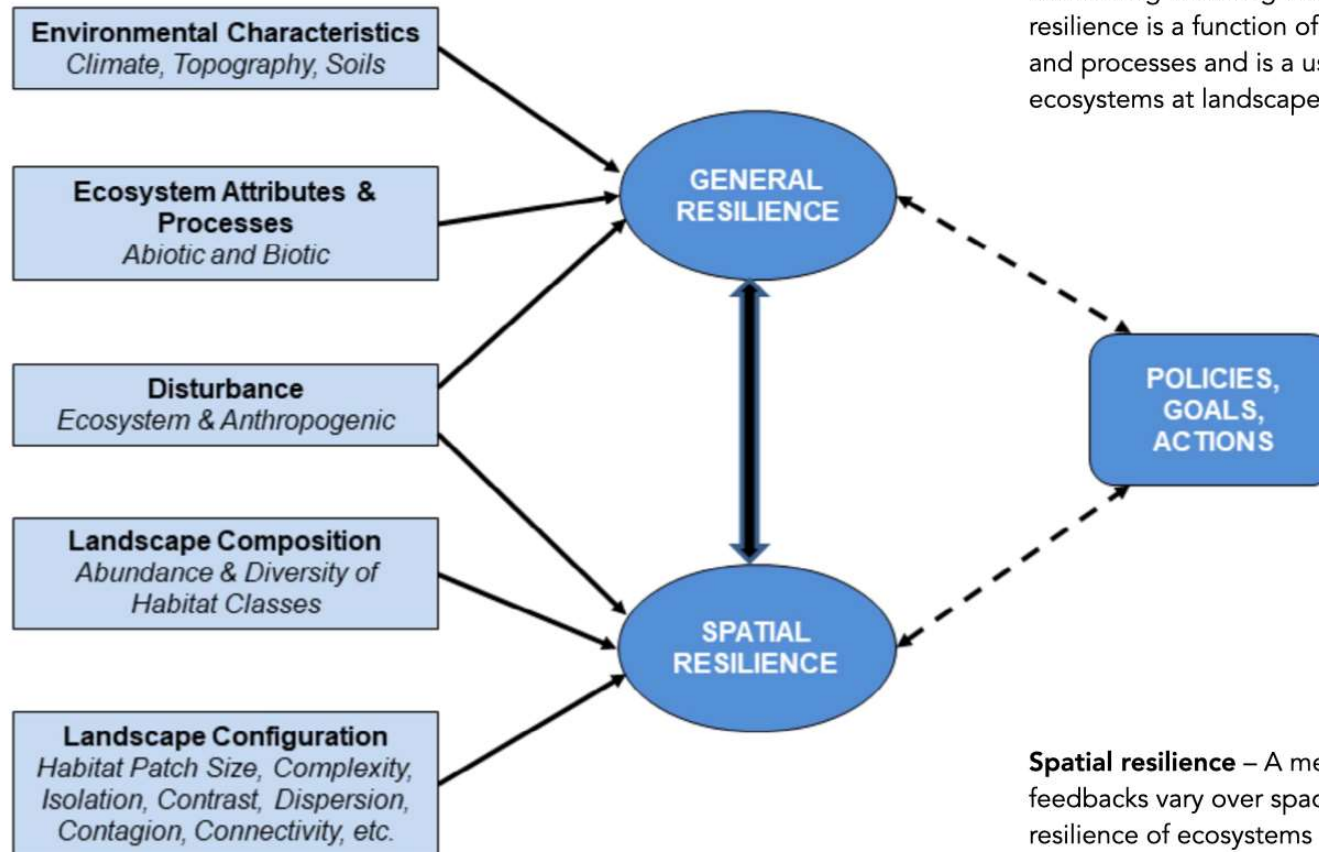 Environmental Characteristics
Climate, Topography, Soils
Ecosystem Attributes &
Processes
Abiotic and Biotic
Disturbance
Ecosystem & Anthropogenic
Landscape Composition
Abundance & Diversity of
Habitat Classes
Landscape Configuration
Habitat Patch Size, Complexity,
Isolation, Contrast, Dispersion,
Contagion, Connectivity, etc.
GENERAL
RESILIENCE
SPATIAL
RESILIENCE
POLICIES,
GOALS,
ACTIONS
resilience is a function of
and processes and is a us
ecosystems at landscape
Spatial resilience – A me
feedbacks vary over spac
resilience of ecosystems